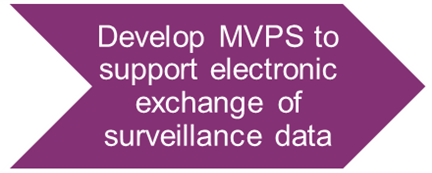 Develop MVPS to
support electronic
exchange of
surveillance data